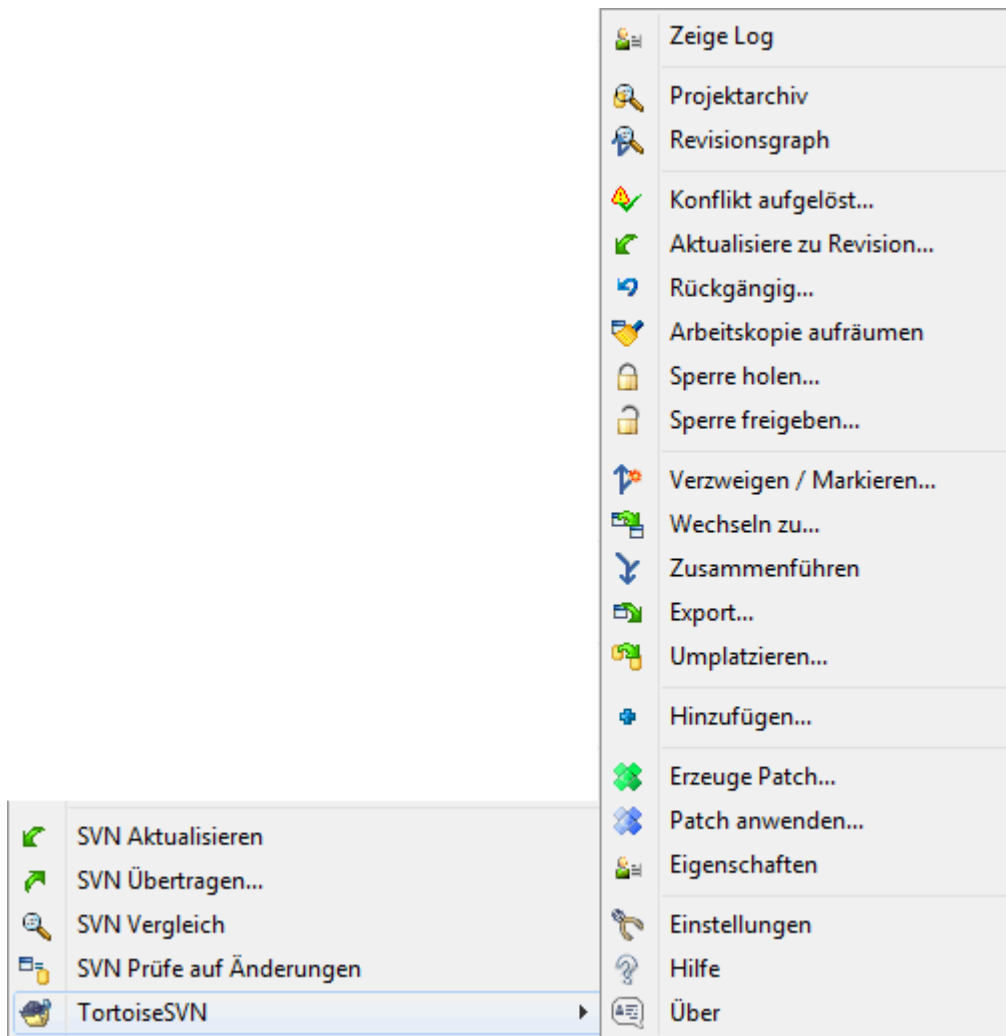 Zeige Log
Projektarchiv
Revisionsgraph
Konflikt aufgelöst...
Aktualisiere zu Revision...
Rückgängig...
Arbeitskopie aufräumen
Sperre holen...
Sperre freigeben...
Verzweigen / Markieren...
Wechseln zu...
Zusammenführen
Export...
Umplatzieren...
Hinzufügen...
Erzeuge Patch...
Patch anwenden...
Eigenschaften
Einstellungen
Hilfe
Über
SVN Aktualisieren
SVN Übertragen...
SVN Vergleich
SVN Prüfe auf Änderungen
TortoiseSVN